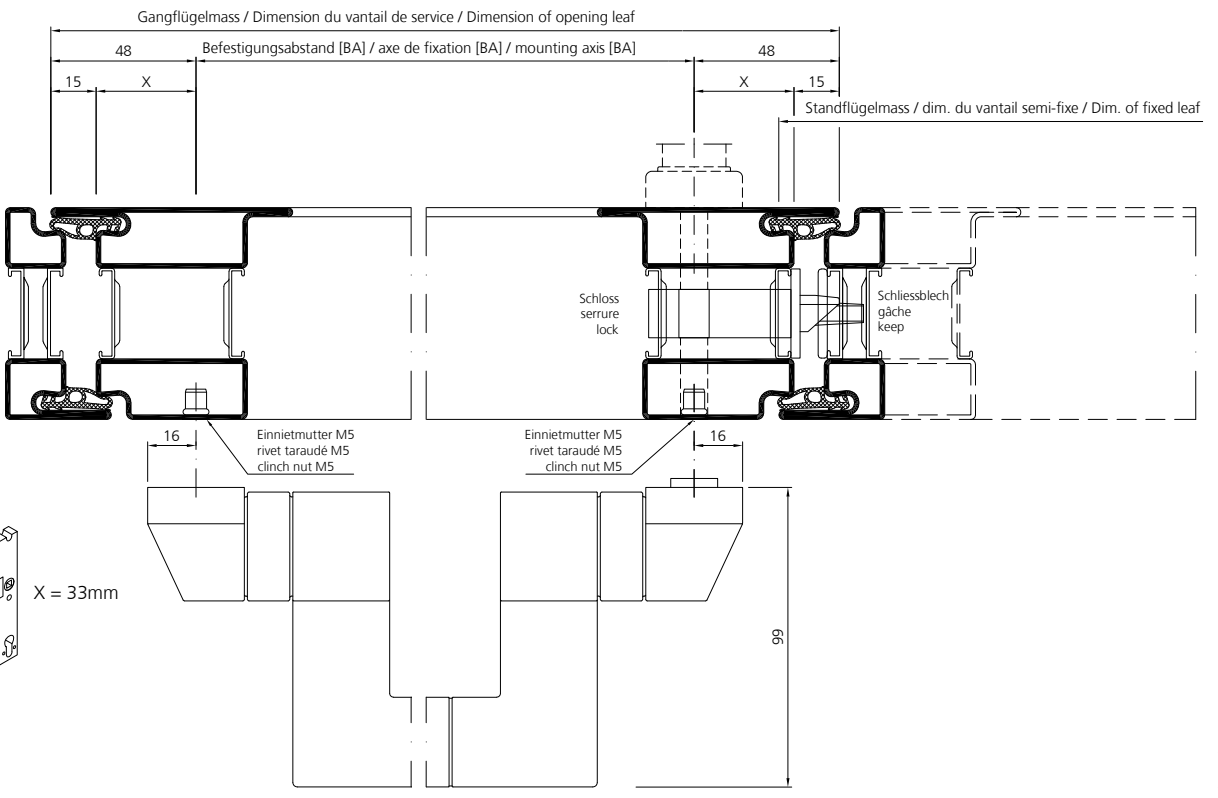 Gangflügelmass / Dimension du vantail de service / Dimension of opening leaf
48
Befestigungsabstand [BA] / axe de fixation [BA] / mounting axis [BA]
48
15
X
X
15
Standflügelmass / dim. du vantail semi-fixe / Dim. of fixed leaf
Schloss
serrure
lock
Schliessblech
gâche
keep
16
Einnietmutter M5
rivet taraudé M5
clinch nut M5
Einnietmutter M5
rivet taraudé M5
clinch nut M5
16
X = 33mm
99